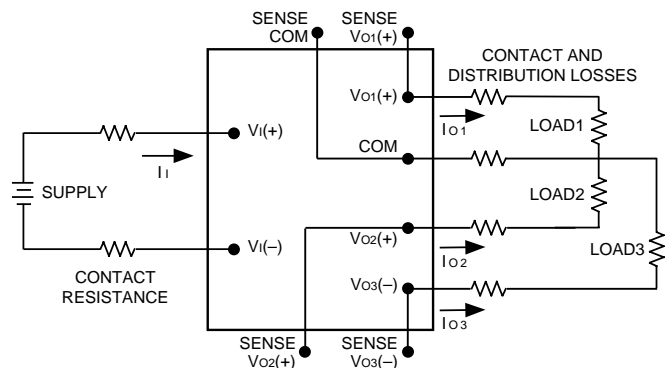 SENSE
COM
SENSE
VO1(+)
CONTACT AND
DISTRIBUTION LOSSES
VO1(+)
IO1
LOAD1
VI(+)
COM
II
SUPPLY
LOAD2
VI(–)
VO2(+)
IO2
LOAD3
CONTACT
RESISTANCE
VO3(–)
IO3
SENSE
VO2(+)
SENSE
VO3(–)